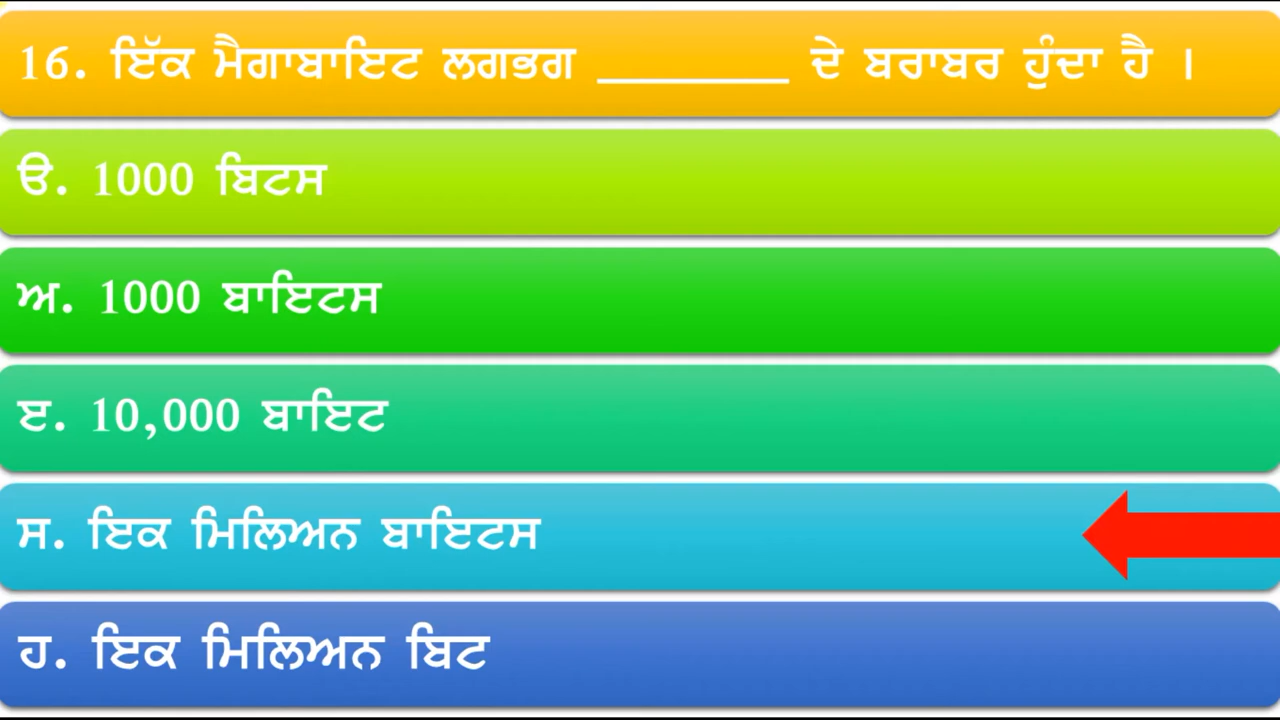 16. ਇੱਕ ਮੈਗਾਬਾਇਟ ਲਗਭਗ ________ ਦੇ ਬਰਾਬਰ ਹੁੰਦਾ ਹੈ ।
ੳ. 1000 ਬਿਟਸ
ਅ. 1000 ਬਾਇਟਸ
ੲ. 10,000 ਬਾਇਟ
ਸ. ਇਕ ਮਿਲਿਅਨ ਬਾਇਟਸ
ਹ. ਇਕ ਮਿਲਿਅਨ ਬਿਟ